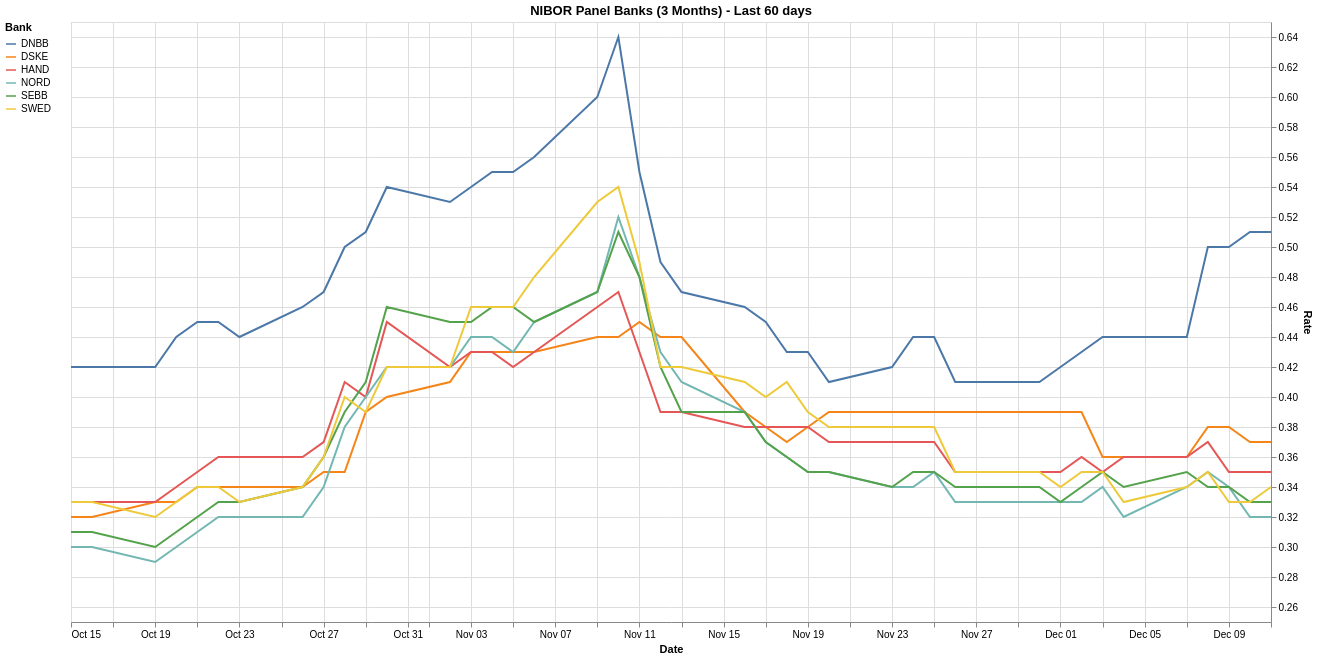 NIBOR Panel Banks (3 Months) - Last 60 days
Bank
DNBB
DSKE
HAND
NORD
SEBB
SWED
0.64
0.62
0.60
0.58
0.56
0.54
0.52
0.50
0.48
0.46
0.44
0.42
0.40
0.38
0.36
0.34
0.32
0.30
0.28
0.26
Rate
Oct 15 Oct 19 Oct 23 Oct 27 Oct 31 Nov 03 Nov 07 Nov 11 Nov 15 Nov 19 Nov 23 Nov 27 Dec 01 Dec 05 Dec 09
Date